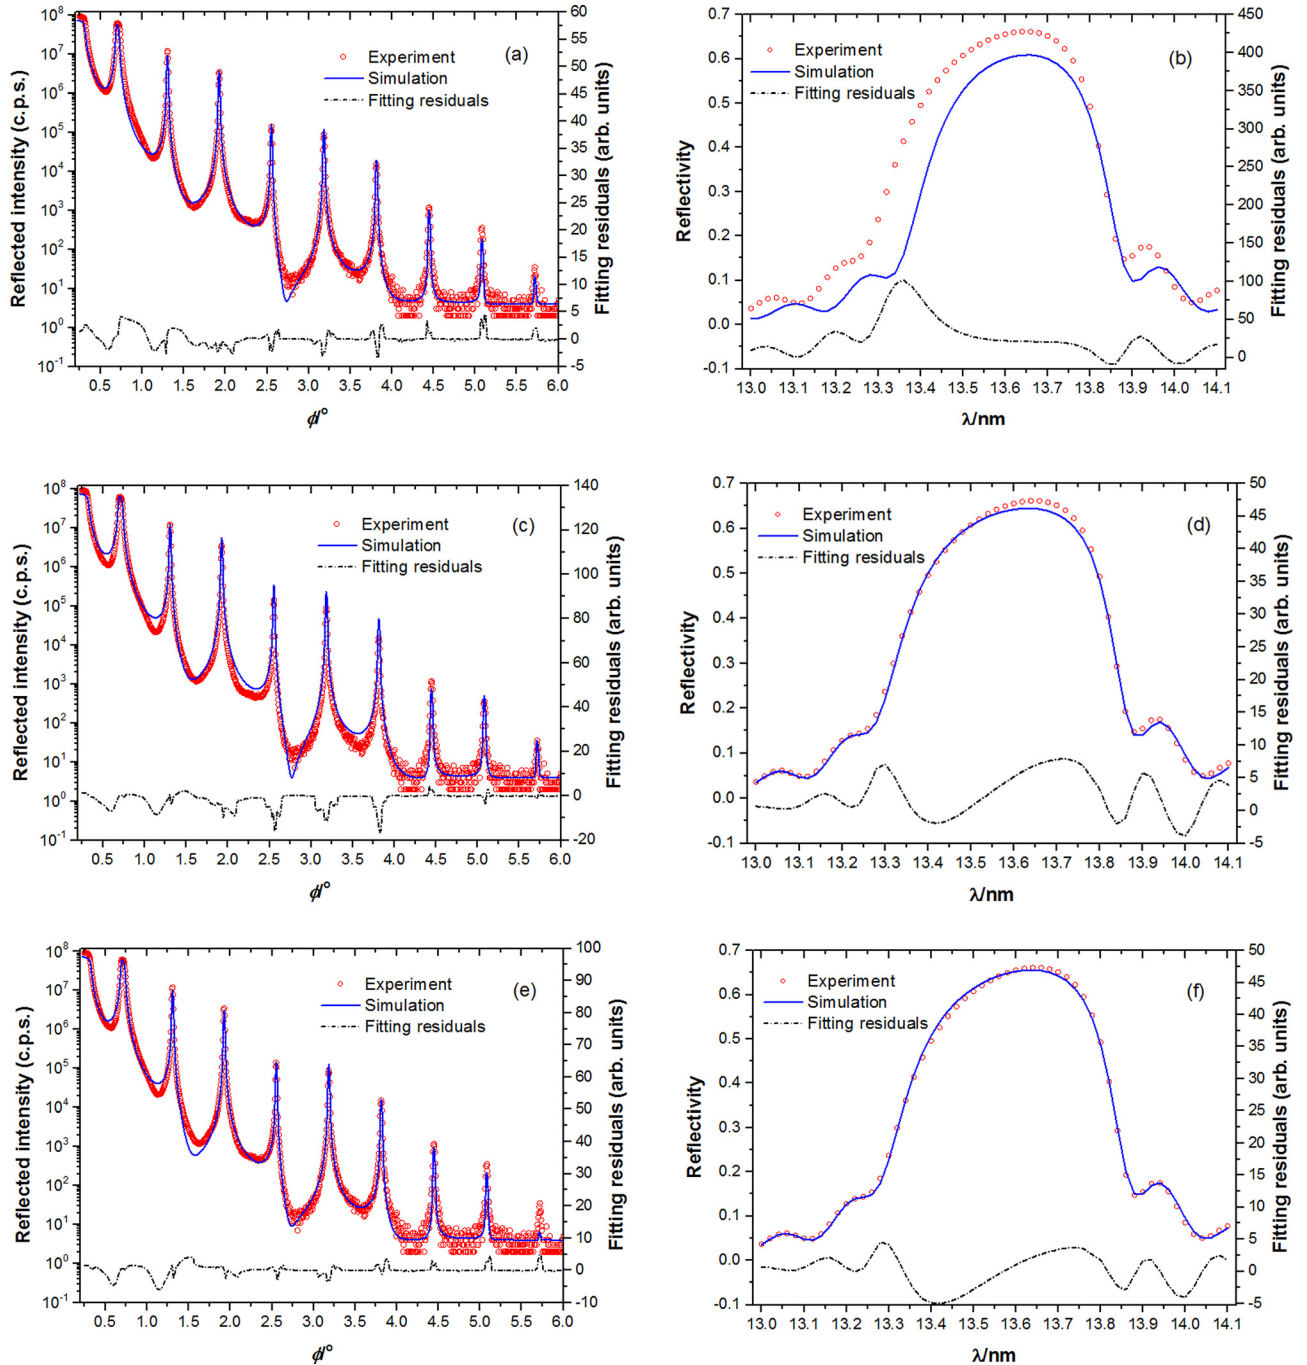 (a)
Experiment
Simulation
Fitting residuals
Reflected intensity (c.p.s.)
10⁸
10⁷
10⁶
10⁵
10⁴
10³
10²
10¹
10⁰
10⁻¹
60
55
50
45
40
35
30
25
20
15
10
5
0
-5
Fitting residuals (arb. units)
0.5 1.0 1.5 2.0 2.5 3.0 3.5 4.0 4.5 5.0 5.5 6.0
ϕ/°
(b)
Experiment
Simulation
Fitting residuals
Reflectivity
0.7
0.6
0.5
0.4
0.3
0.2
0.1
0.0
-0.1
450
400
350
300
250
200
150
100
50
0
Fitting residuals (arb. units)
13.0 13.1 13.2 13.3 13.4 13.5 13.6 13.7 13.8 13.9 14.0 14.1
λ/nm
(c)
Experiment
Simulation
Fitting residuals
Reflected intensity (c.p.s.)
10⁸
10⁷
10⁶
10⁵
10⁴
10³
10²
10¹
10⁰
10⁻¹
140
120
100
80
60
40
20
0
-20
Fitting residuals (arb. units)
0.5 1.0 1.5 2.0 2.5 3.0 3.5 4.0 4.5 5.0 5.5 6.0
ϕ/°
(d)
Experiment
Simulation
Fitting residuals
Reflectivity
0.7
0.6
0.5
0.4
0.3
0.2
0.1
0.0
-0.1
50
45
40
35
30
25
20
15
10
5
0
-5
Fitting residuals (arb. units)
13.0 13.1 13.2 13.3 13.4 13.5 13.6 13.7 13.8 13.9 14.0 14.1
λ/nm
(e)
Experiment
Simulation
Fitting residuals
Reflected intensity (c.p.s.)
10⁸
10⁷
10⁶
10⁵
10⁴
10³
10²
10¹
10⁰
10⁻¹
100
90
80
70
60
50
40
30
20
10
0
-10
Fitting residuals (arb. units)
0.5 1.0 1.5 2.0 2.5 3.0 3.5 4.0 4.5 5.0 5.5 6.0
ϕ/°
(f)
Experiment
Simulation
Fitting residuals
Reflectivity
0.7
0.6
0.5
0.4
0.3
0.2
0.1
0.0
-0.1
50
45
40
35
30
25
20
15
10
5
0
-5
Fitting residuals (arb. units)
13.0 13.1 13.2 13.3 13.4 13.5 13.6 13.7 13.8 13.9 14.0 14.1
λ/nm